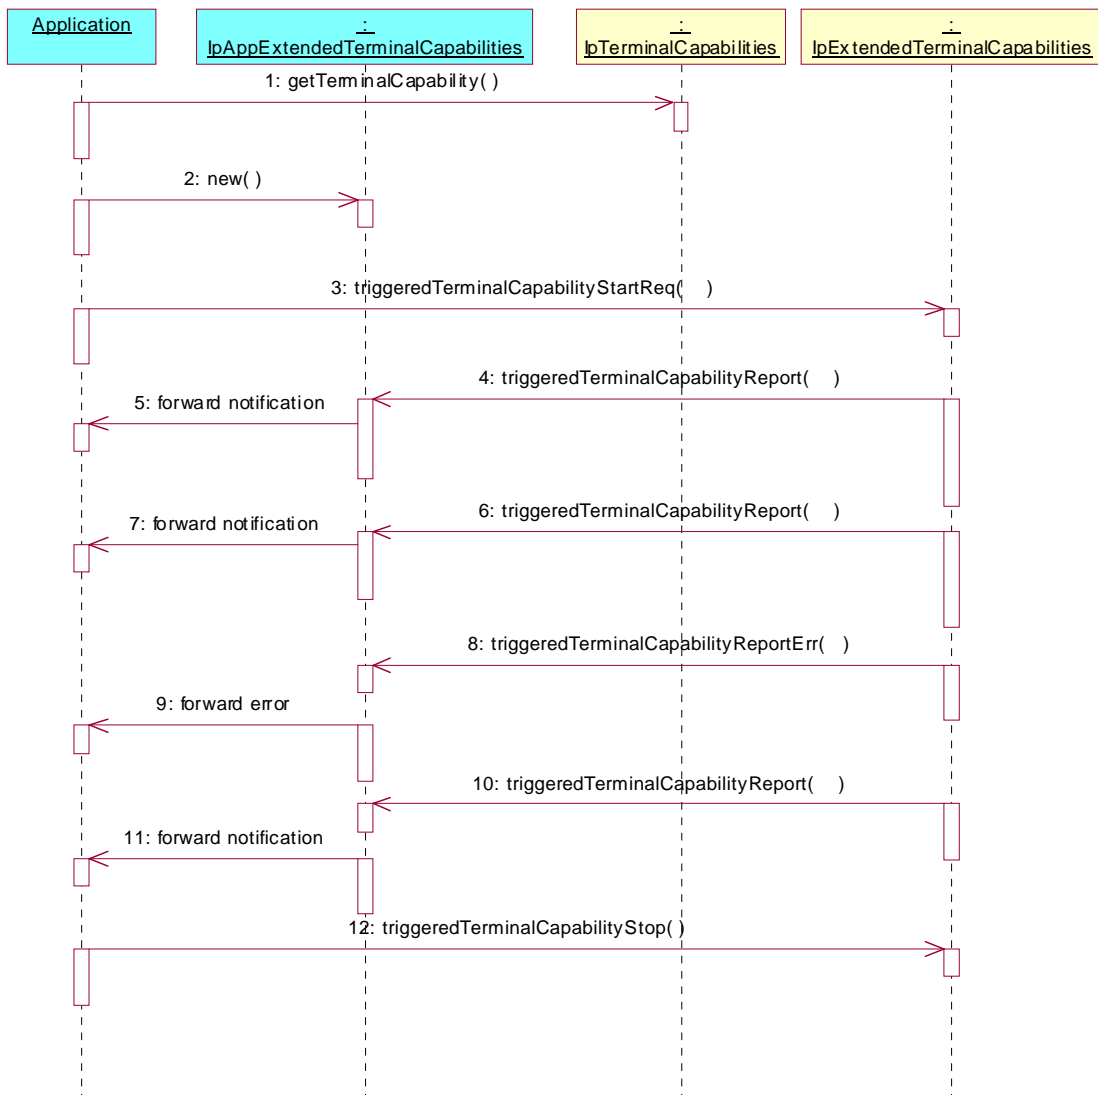 Application
:
IpAppExtendedTerminalCapabilities
:
IpTerminalCapabilities
:
IpExtendedTerminalCapabilities
1: getTerminalCapability( )
2: new( )
3: triggeredTerminalCapabilityStartReq( )
4: triggeredTerminalCapabilityReport( )
5: forward notification
6: triggeredTerminalCapabilityReport( )
7: forward notification
8: triggeredTerminalCapabilityReportErr( )
9: forward error
10: triggeredTerminalCapabilityReport( )
11: forward notification
12: triggeredTerminalCapabilityStop( )